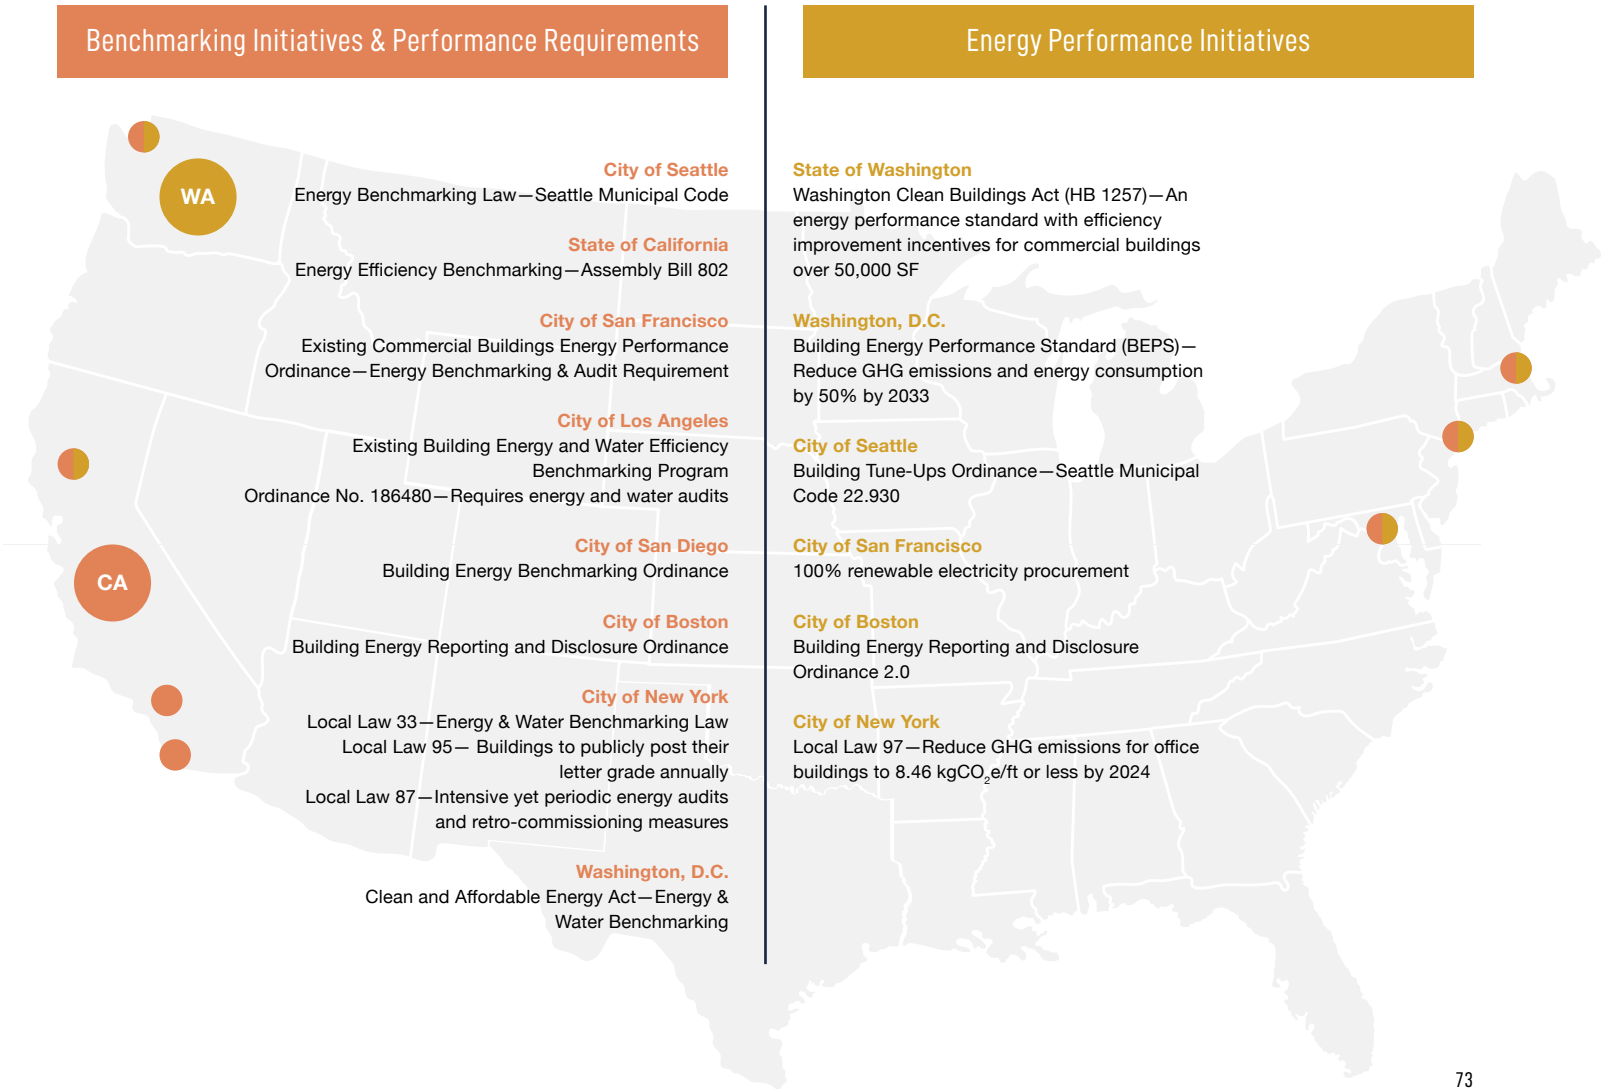 Benchmarking Initiatives & Performance Requirements
Energy Performance Initiatives
WA
CA
City of Seattle
Energy Benchmarking Law—Seattle Municipal Code
State of California
Energy Efficiency Benchmarking—Assembly Bill 802
City of San Francisco
Existing Commercial Buildings Energy Performance
Ordinance—Energy Benchmarking & Audit Requirement
City of Los Angeles
Existing Building Energy and Water Efficiency
Benchmarking Program
Ordinance No. 186480—Requires energy and water audits
City of San Diego
Building Energy Benchmarking Ordinance
City of Boston
Building Energy Reporting and Disclosure Ordinance
City of New York
Local Law 33—Energy & Water Benchmarking Law
Local Law 95— Buildings to publicly post their
letter grade annually
Local Law 87—Intensive yet periodic energy audits
and retro-commissioning measures
Washington, D.C.
Clean and Affordable Energy Act—Energy &
Water Benchmarking
State of Washington
Washington Clean Buildings Act (HB 1257)—An
energy performance standard with efficiency
improvement incentives for commercial buildings
over 50,000 SF
Washington, D.C.
Building Energy Performance Standard (BEPS)—
Reduce GHG emissions and energy consumption
by 50% by 2033
City of Seattle
Building Tune-Ups Ordinance—Seattle Municipal
Code 22.930
City of San Francisco
100% renewable electricity procurement
City of Boston
Building Energy Reporting and Disclosure
Ordinance 2.0
City of New York
Local Law 97—Reduce GHG emissions for office
buildings to 8.46 kgCO₂e/ft or less by 2024
73